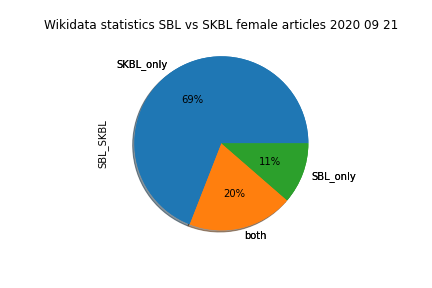 Wikidata statistics SBL vs SKBL female articles 2020 09 21
SKBL_only
69%
SBL_SKBL
11%
SBL_only
20%
both